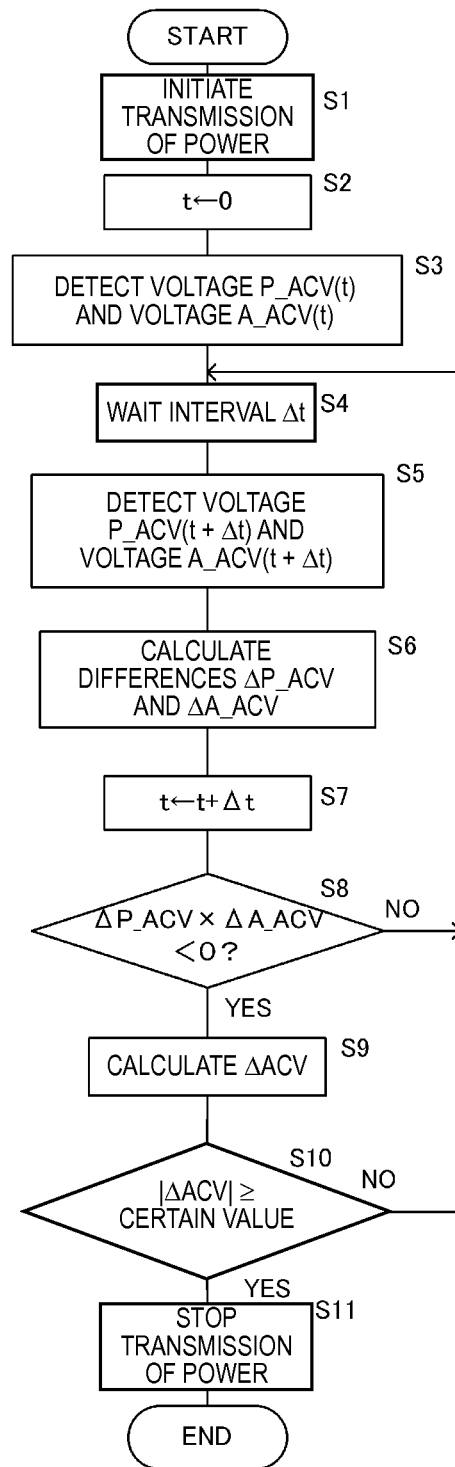 START
INITIATE
TRANSMISSION
OF POWER
S1
S2
t←0
S3
DETECT VOLTAGE P_ACV(t)
AND VOLTAGE A_ACV(t)
WAIT INTERVAL Δt
S4
S5
DETECT VOLTAGE
P_ACV(t + Δt) AND
VOLTAGE A_ACV(t + Δt)
S6
CALCULATE
DIFFERENCES ΔP_ACV
AND ΔA_ACV
t←t+Δt
S7
S8
ΔP_ACV × ΔA_ACV
<0?
NO
YES
S9
CALCULATE ΔACV
S10
|ΔACV| ≥
CERTAIN VALUE
NO
YES
S11
STOP
TRANSMISSION
OF POWER
END